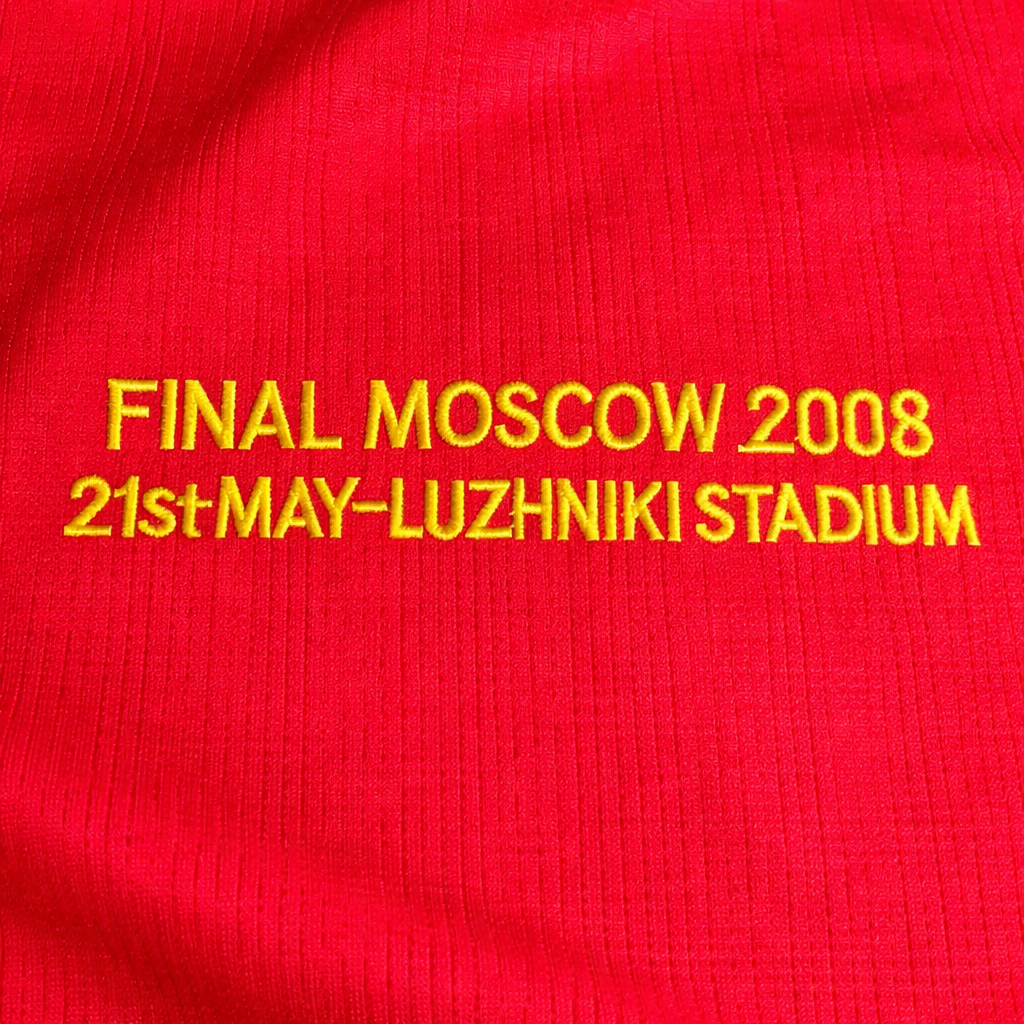 FINAL MOSCOW 2008
21st MAY-LUZHNIKI STADIUM